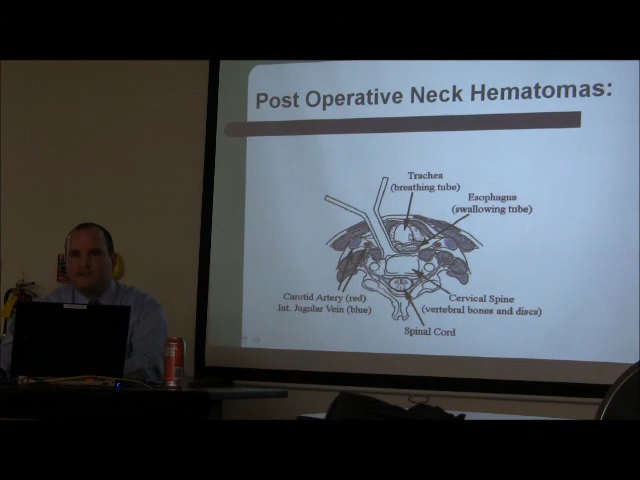 Post Operative Neck Hematomas:
Trachea
(breathing tube)
Esophagus
(swallowing tube)
Carotid Artery (red)
Int. Jugular Vein (blue)
Cervical Spine
(vertebral bones and discs)
Spinal Cord